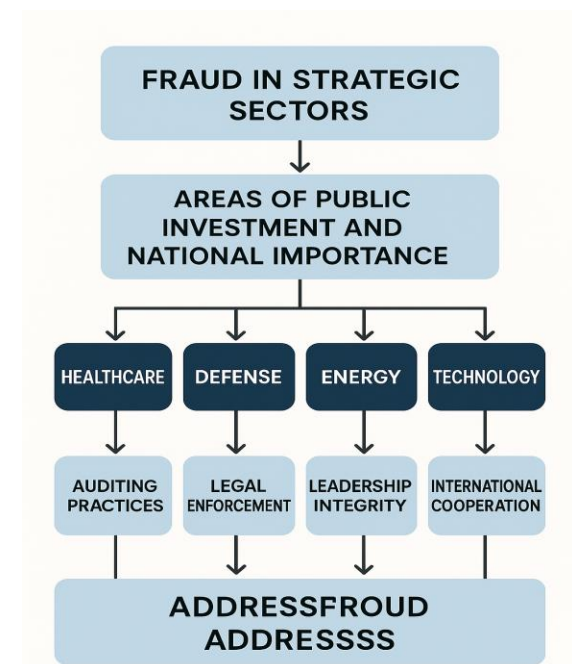 FRAUD IN STRATEGIC
SECTORS
AREAS OF PUBLIC
INVESTMENT AND
NATIONAL IMPORTANCE
HEALTHCARE
DEFENSE
ENERGY
TECHNOLOGY
AUDITING
PRACTICES
LEGAL
ENFORCEMENT
LEADERSHIP
INTEGRITY
INTERNATIONAL
COOPERATION
ADDRESSFROUD
ADDRESSSS